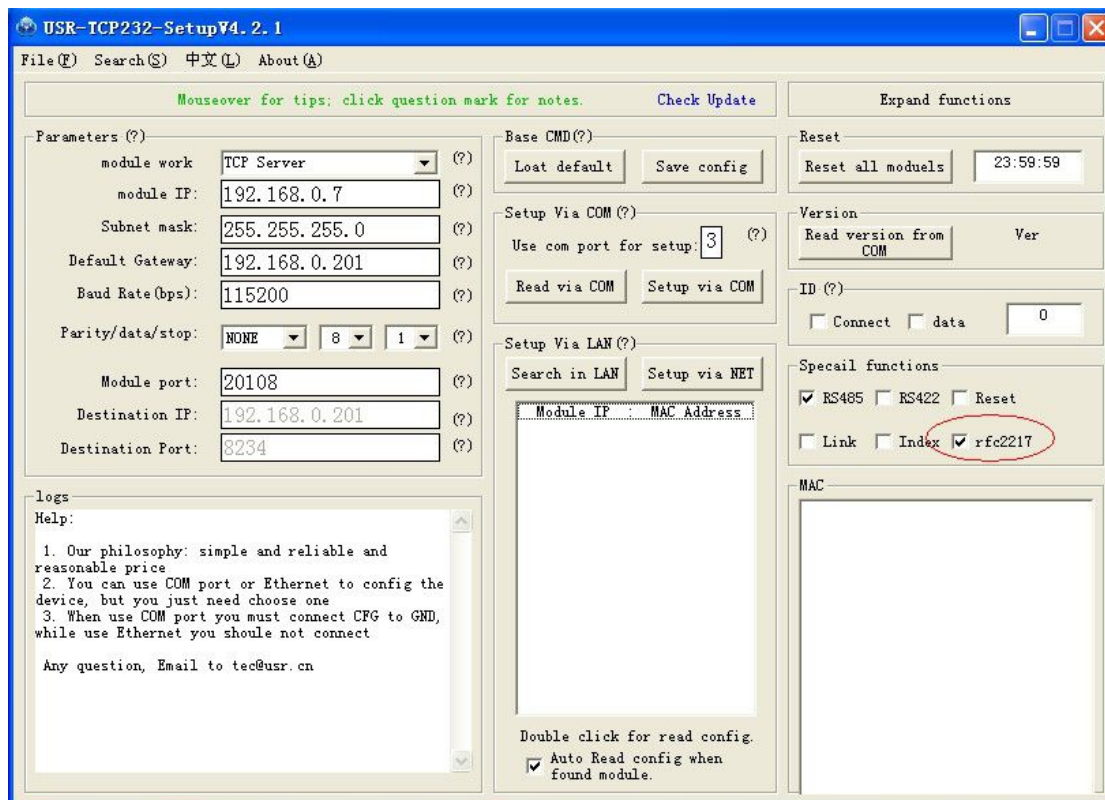 USR-TCP232-SetupV4.2.1
File(F) Search(S) 中文(L) About(A)
Mouseover for tips; click question mark for notes. Check Update
Expand functions
Parameters (?)
module work TCP Server (?)
module IP: 192.168.0.7 (?)
Subnet mask: 255.255.255.0 (?)
Default Gateway: 192.168.0.201 (?)
Baud Rate(bps): 115200 (?)
Parity/data/stop: NONE 8 1 (?)
Module port: 20108 (?)
Destination IP: 192.168.0.201 (?)
Destination Port: 8234 (?)
logs
Help:
1. Our philosophy: simple and reliable and
reasonable price
2. You can use COM port or Ethernet to config the
device, but you just need choose one
3. When use COM port you must connect CFG to GND,
while use Ethernet you shoule not connect
Any question, Email to tec@usr.cn
Base CMD(?)
Loat default Save config
Setup Via COM(?)
Use com port for setup: 3 (?)
Read via COM Setup via COM
Setup Via LAN(?)
Search in LAN Setup via NET
Module IP : MAC Address
Double click for read config.
Auto Read config when
found module.
Reset
Reset all moduels 23:59:59
Version
Read version from
COM
Ver
ID (?)
Connect data 0
Specail functions
RS485 RS422 Reset
Link Index rfc2217
MAC